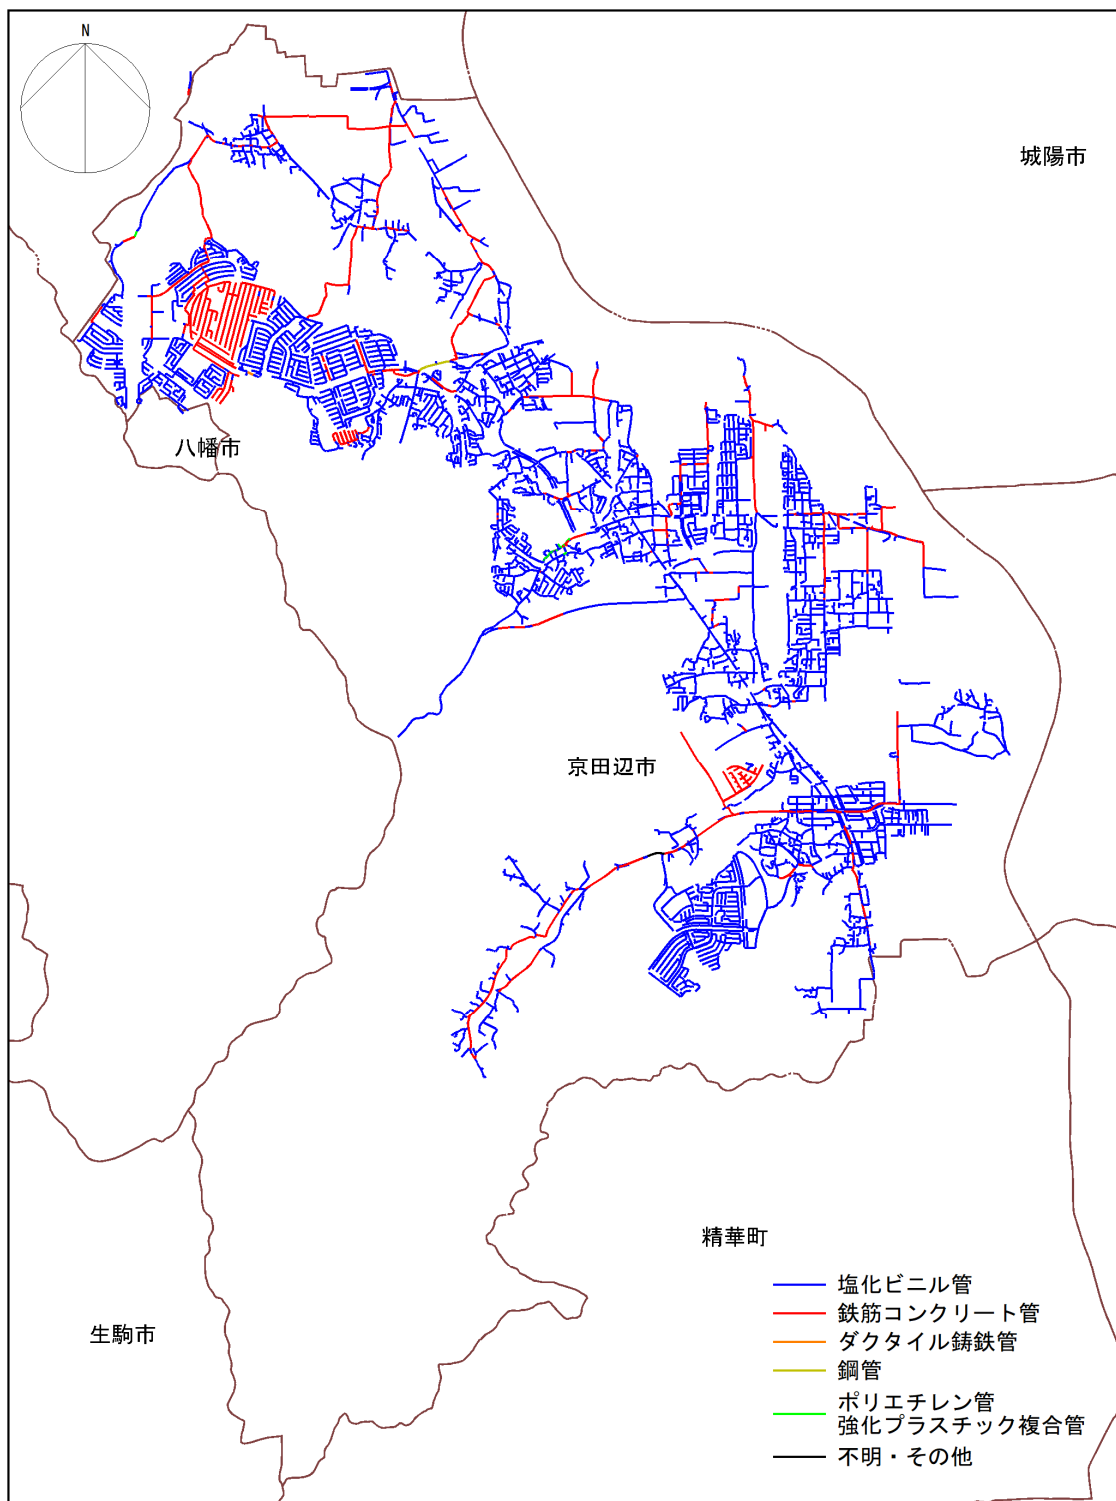 N
城陽市
八幡市
京田辺市
精華町
生駒市
塩化ビニル管
鉄筋コンクリート管
ダクタイル鋳鉄管
鋼管
ポリエチレン管
強化プラスチック複合管
不明・その他